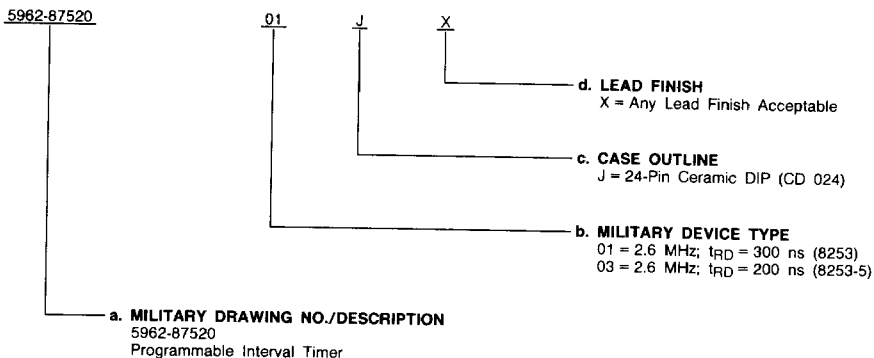 5962-87520 01 J X
d. LEAD FINISH
X = Any Lead Finish Acceptable
c. CASE OUTLINE
J = 24-Pin Ceramic DIP (CD 024)
b. MILITARY DEVICE TYPE
01 = 2.6 MHz; tRD = 300 ns (8253)
03 = 2.6 MHz; tRD = 200 ns (8253-5)
a. MILITARY DRAWING NO./DESCRIPTION
5962-87520
Programmable Interval Timer